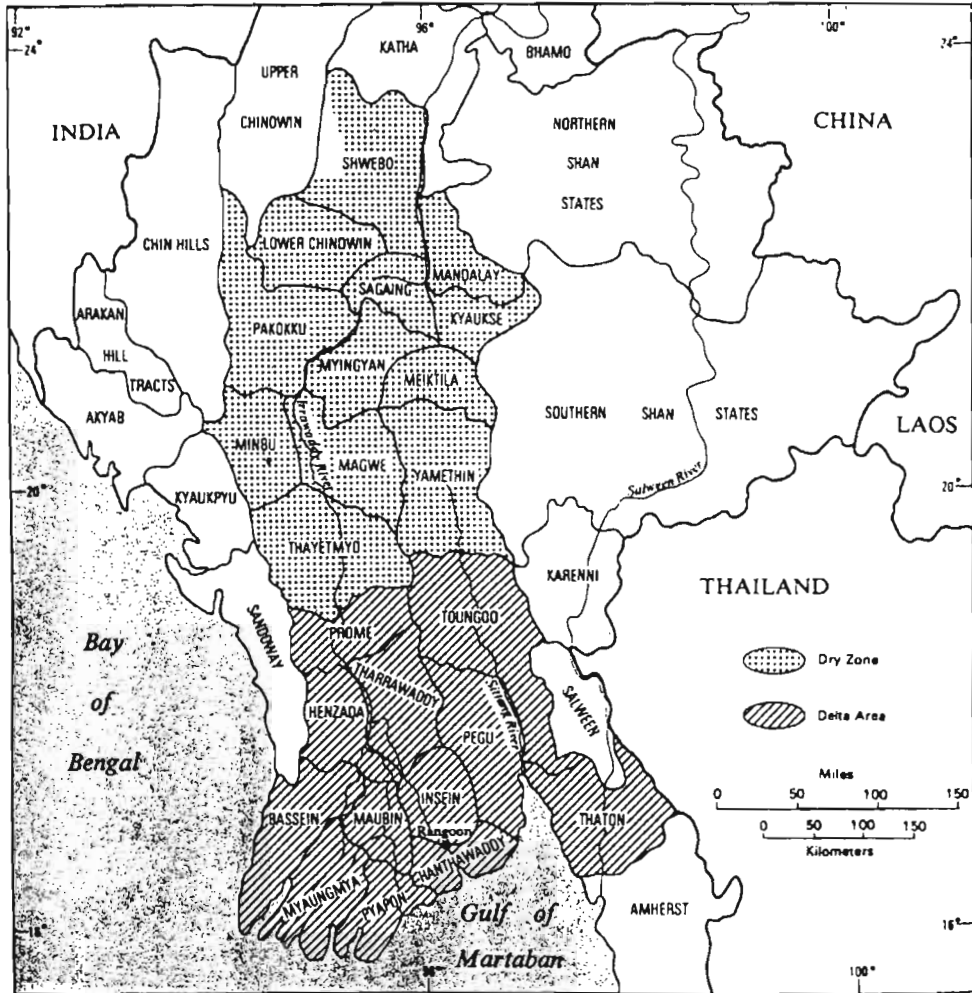 92°
96°
100°
24°
24°
KATHA
BHAMO
UPPER
CHINOWIN
INDIA
CHINA
NORTHERN
SHAN
STATES
SHWEBO
CHIN HILLS
LOWER CHINOWIN
MANDALAY
SAGAING
KYAUKSE
ARAKAN
HILL
TRACTS
PAKOKKU
MYINGYAN
MEIKTILA
AKYAB
SOUTHERN SHAN STATES
LAOS
MINBU
Irrawaddy River
MAGWE
YAMETHIN
Salween River
20°
20°
KYAUKPYU
THAYETMYO
KARENNI
THAILAND
SANDOWAY
PROME
TOUNGOO
Bay
of
Bengal
Dry Zone
Delta Area
THARRAWADDY
HENZADA
Sittang River
SALWEEN
PEGU
Miles
0 50 100 150
0 50 100 150
Kilometers
BASSEIN
MAUBIN
INSEIN
Rangoon
THATON
CHANTHAWADDY
MYAUNGMYA
PYAPON
Gulf of
Martaban
AMHERST
16°
96°
100°